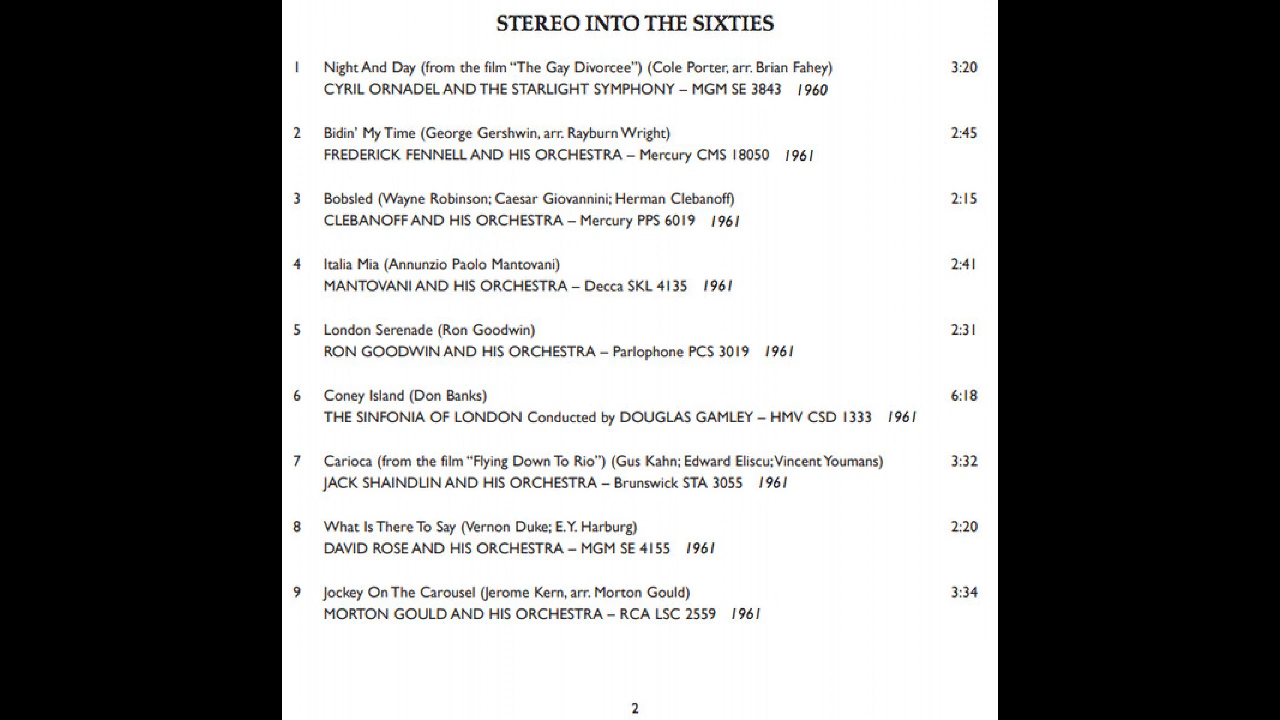 STEREO INTO THE SIXTIES
1 Night And Day (from the film “The Gay Divorcee”) (Cole Porter, arr. Brian Fahey) 3:20
CYRIL ORNADEL AND THE STARLIGHT SYMPHONY – MGM SE 3843 1960
2 Bidin’ My Time (George Gershwin, arr. Rayburn Wright) 2:45
FREDERICK FENNELL AND HIS ORCHESTRA – Mercury CMS 18050 1961
3 Bobsled (Wayne Robinson; Caesar Giovannini; Herman Clebanoff) 2:15
CLEBANOFF AND HIS ORCHESTRA – Mercury PPS 6019 1961
4 Italia Mia (Annunzio Paolo Mantovani) 2:41
MANTOVANI AND HIS ORCHESTRA – Decca SKL 4135 1961
5 London Serenade (Ron Goodwin) 2:31
RON GOODWIN AND HIS ORCHESTRA – Parlophone PCS 3019 1961
6 Coney Island (Don Banks) 6:18
THE SINFONIA OF LONDON Conducted by DOUGLAS GAMLEY – HMV CSD 1333 1961
7 Carioca (from the film “Flying Down To Rio”) (Gus Kahn; Edward Eliscu; Vincent Youmans) 3:32
JACK SHAINDLIN AND HIS ORCHESTRA – Brunswick STA 3055 1961
8 What Is There To Say (Vernon Duke; E.Y. Harburg) 2:20
DAVID ROSE AND HIS ORCHESTRA – MGM SE 4155 1961
9 Jockey On The Carousel (Jerome Kern, arr. Morton Gould) 3:34
MORTON GOULD AND HIS ORCHESTRA – RCA LSC 2559 1961
2